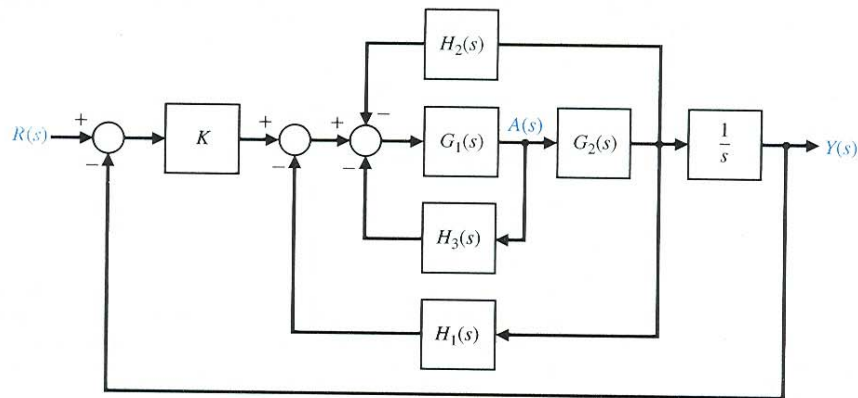 H₂(s)
+
R(s)
−
K
+
−
+
−
−
G₁(s)
A(s)
G₂(s)
1
s
Y(s)
H₃(s)
H₁(s)